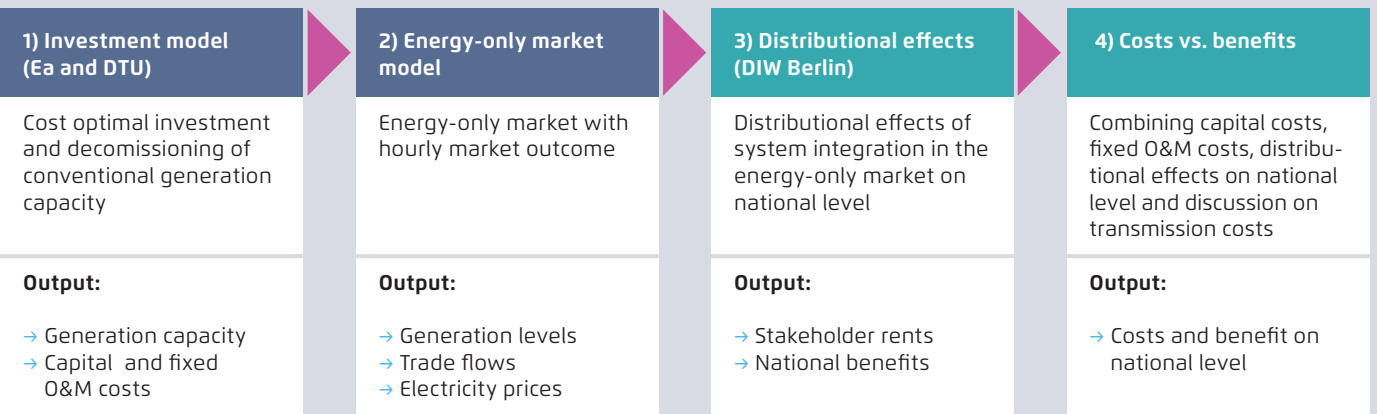 1) Investment model
(Ea and DTU)
Cost optimal investment
and decomissioning of
conventional generation
capacity
Output:
→ Generation capacity
→ Capital and fixed
O&M costs
2) Energy-only market
model
Energy-only market with
hourly market outcome
Output:
→ Generation levels
→ Trade flows
→ Electricity prices
3) Distributional effects
(DIW Berlin)
Distributional effects of
system integration in the
energy-only market on
national level
Output:
→ Stakeholder rents
→ National benefits
4) Costs vs. benefits
Combining capital costs,
fixed O&M costs, distribu-
tional effects on national
level and discussion on
transmission costs
Output:
→ Costs and benefit on
national level